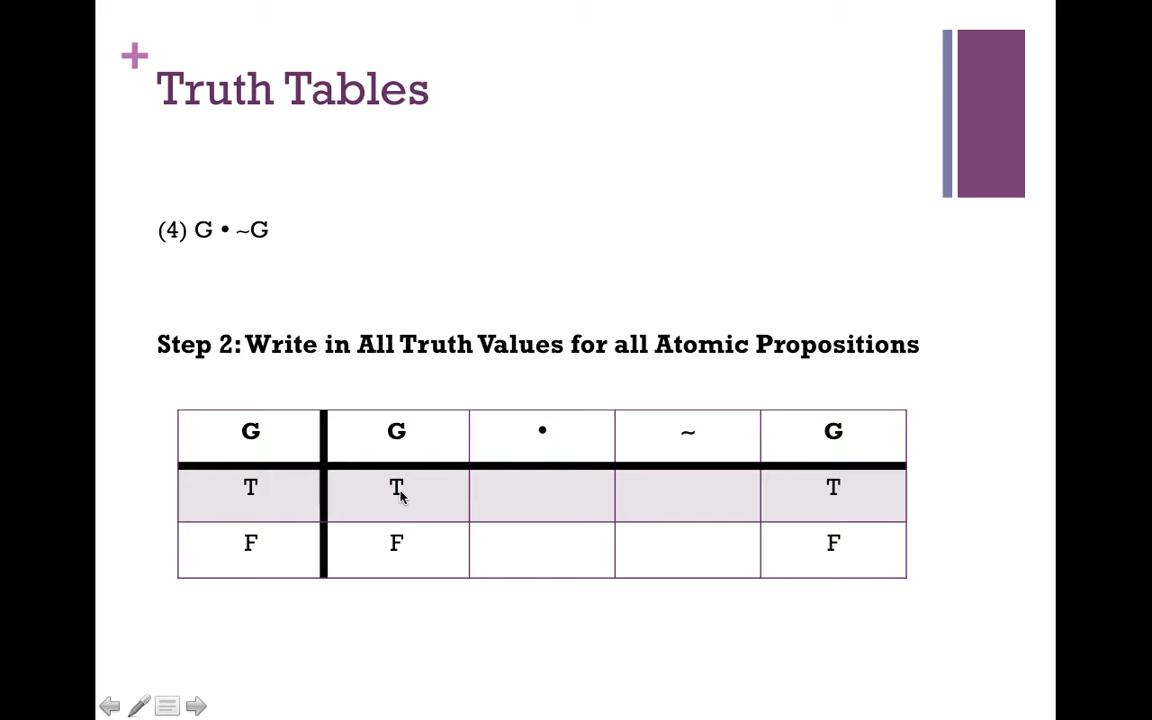 +
Truth Tables
(4) G • ~G
Step 2: Write in All Truth Values for all Atomic Propositions
G G • ~ G
T T T
F F F